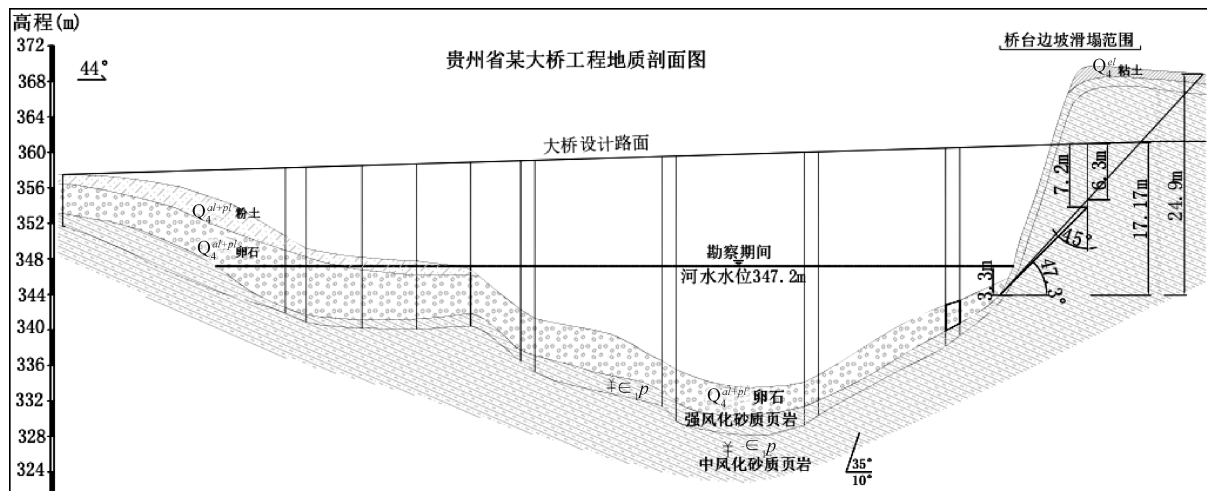 高程(m)
372
368
364
360
356
352
348
344
340
336
332
328
324
44°
贵州省某大桥工程地质剖面图
桥台边坡滑塌范围
Q₄ᵉˡ 粘土
大桥设计路面
Q₄ᵃˡ⁺ᵖˡ 粉土
Q₄ᵃˡ⁺ᵖˡ 卵石
勘察期间
河水水位347.2m
7.2m
6.3m
17.17m
24.9m
45°
47.3°
3.3m
∈₁p
Q₄ᵃˡ⁺ᵖˡ 卵石
强风化砂质页岩
∈₁p
中风化砂质页岩
35°
10°